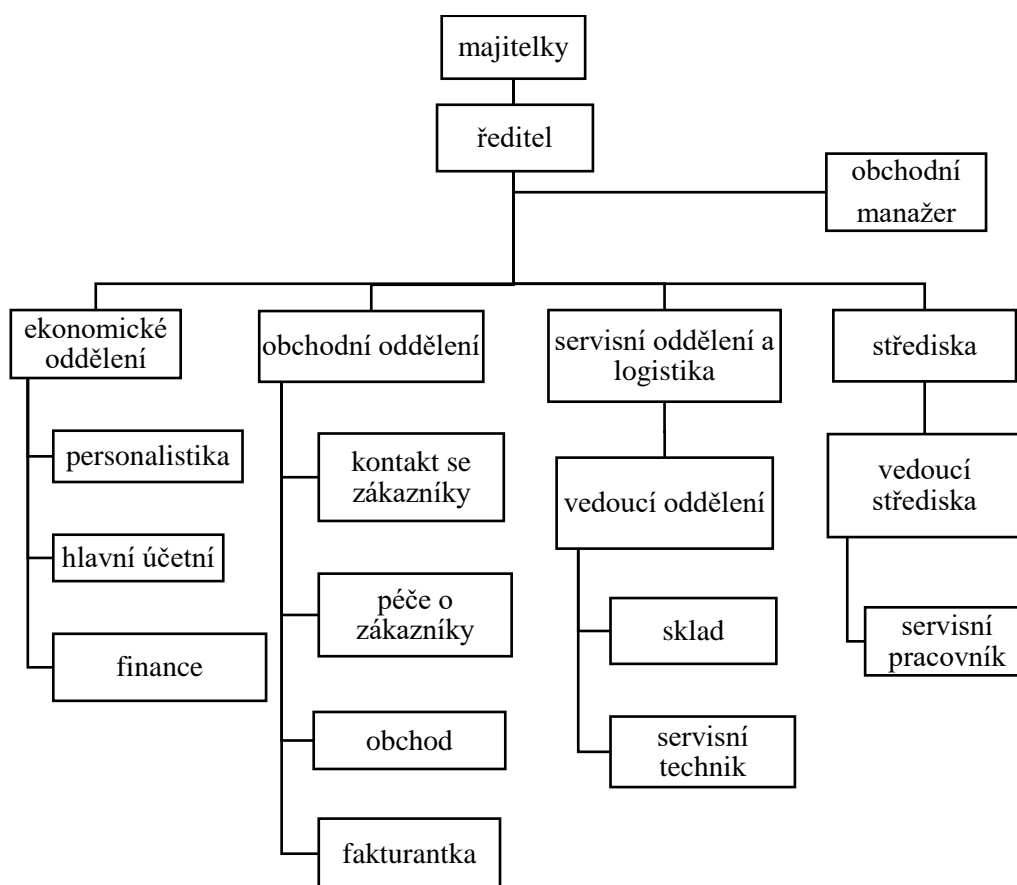 majitelky
ředitel
obchodní
manažer
ekonomické
oddělení
obchodní oddělení
servisní oddělení a
logistika
střediska
personalistika
kontakt se
zákazníky
vedoucí oddělení
vedoucí
střediska
hlavní účetní
péče o
zákazníky
sklad
servisní
pracovník
finance
obchod
servisní
technik
fakturantka